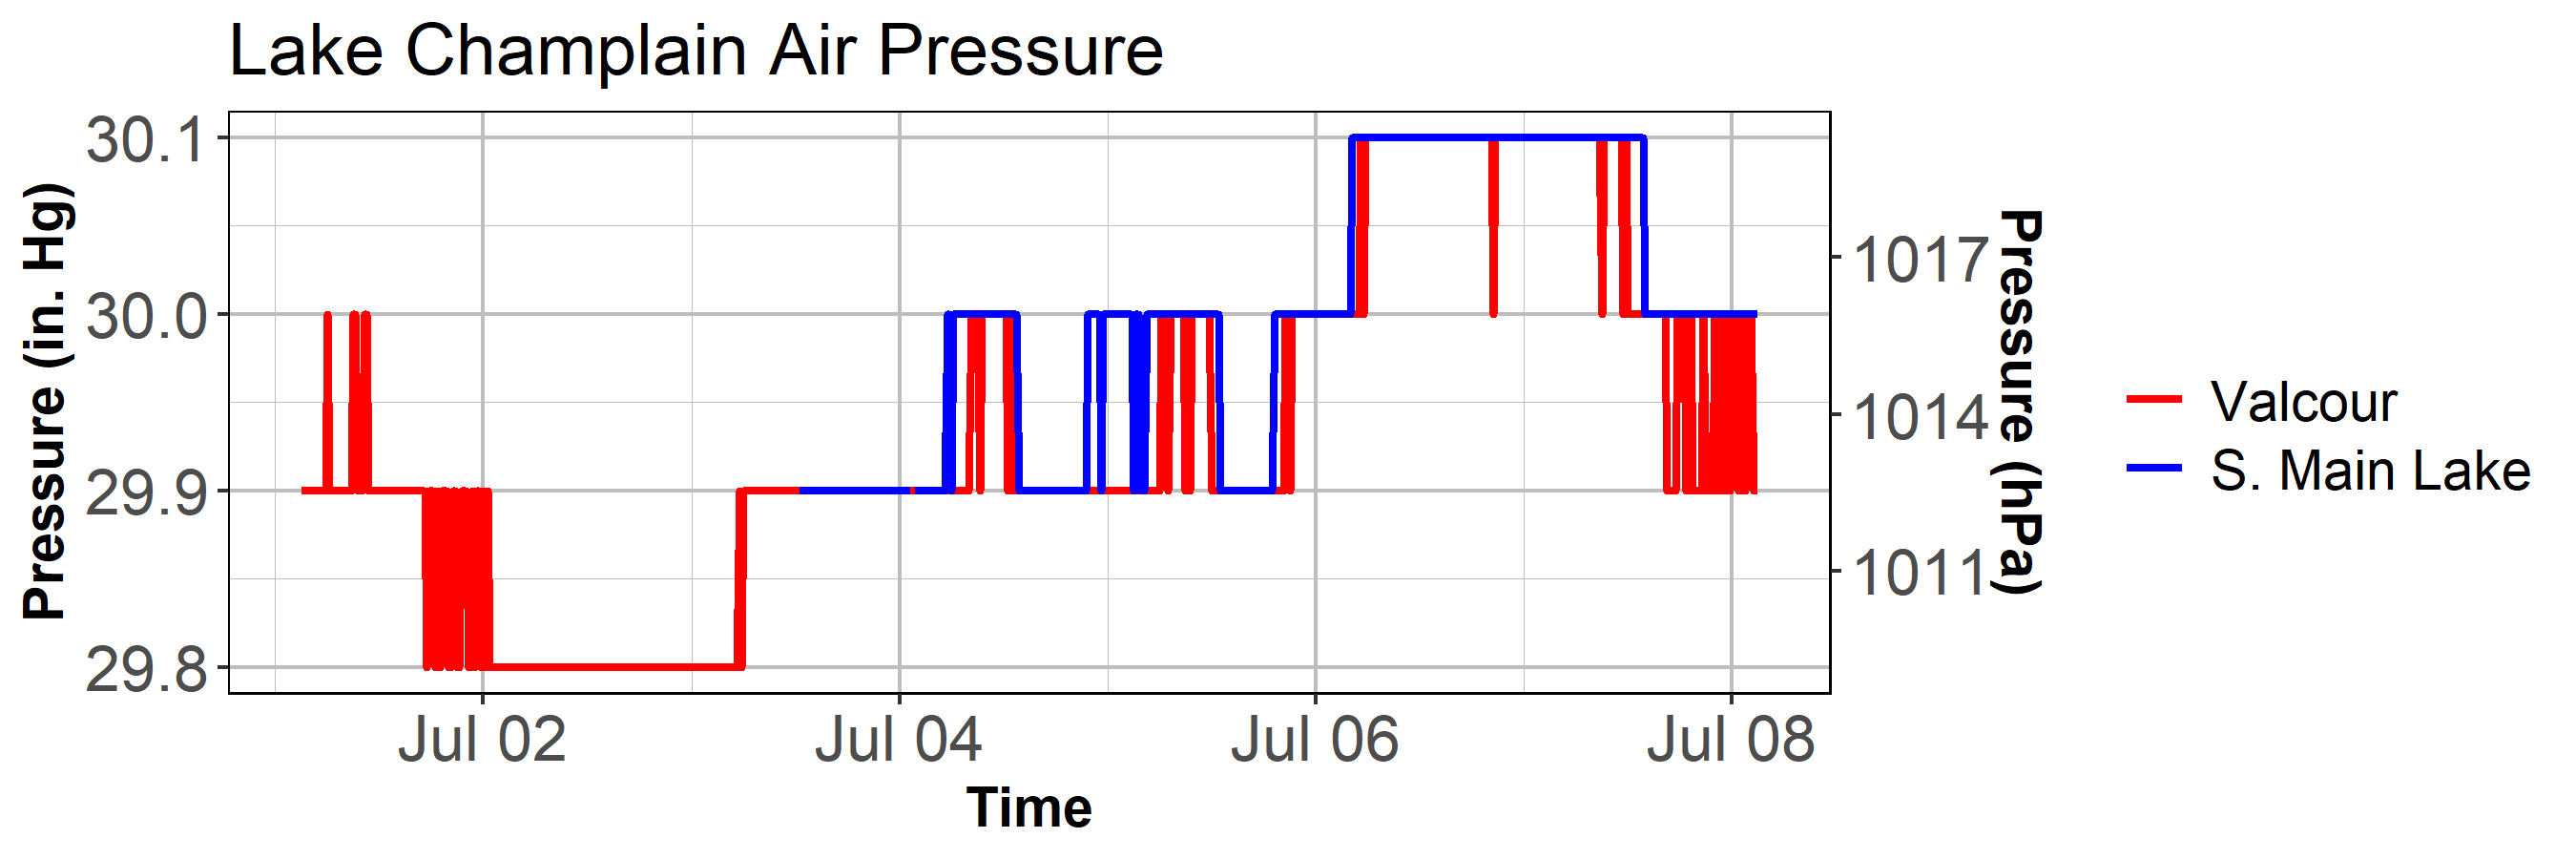 Lake Champlain Air Pressure
Pressure (in. Hg)
30.1
30.0
29.9
29.8
1017
1014
1011
Pressure (hPa)
Valcour
S. Main Lake
Jul 02
Jul 04
Jul 06
Jul 08
Time